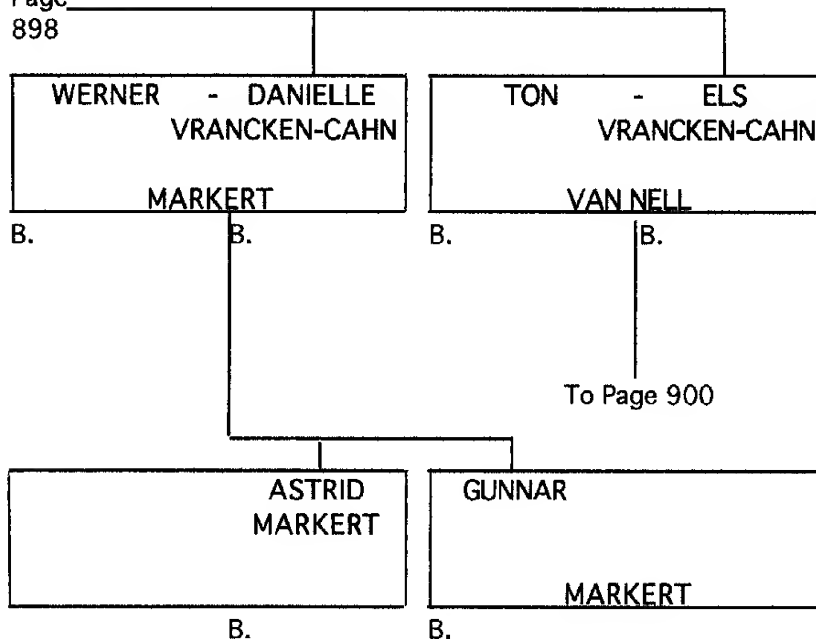 Page
898
WERNER - DANIELLE
VRANCKEN-CAHN
MARKERT
B. B.
TON - ELS
VRANCKEN-CAHN
VAN NELL
B. B.
To Page 900
ASTRID
MARKERT
B.
GUNNAR
MARKERT
B.